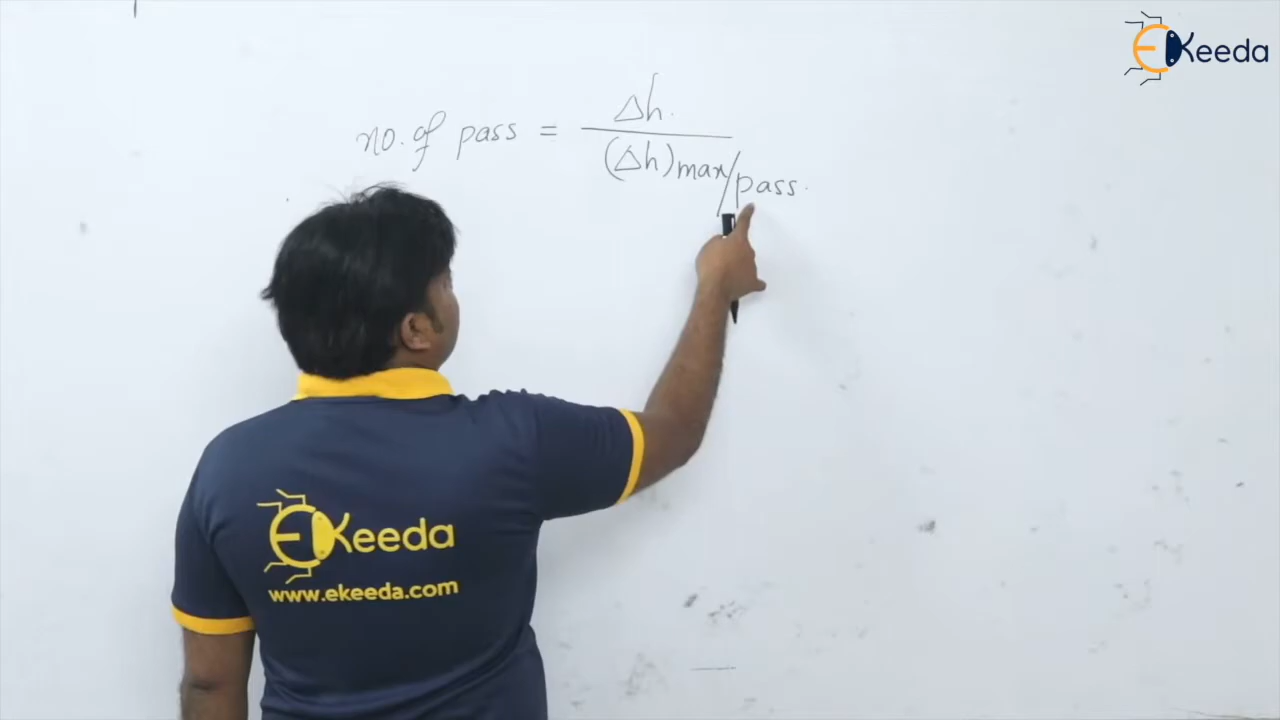 EKeeda
no. of pass = Δh / (Δh)max/pass.
EKeeda
www.ekeeda.com